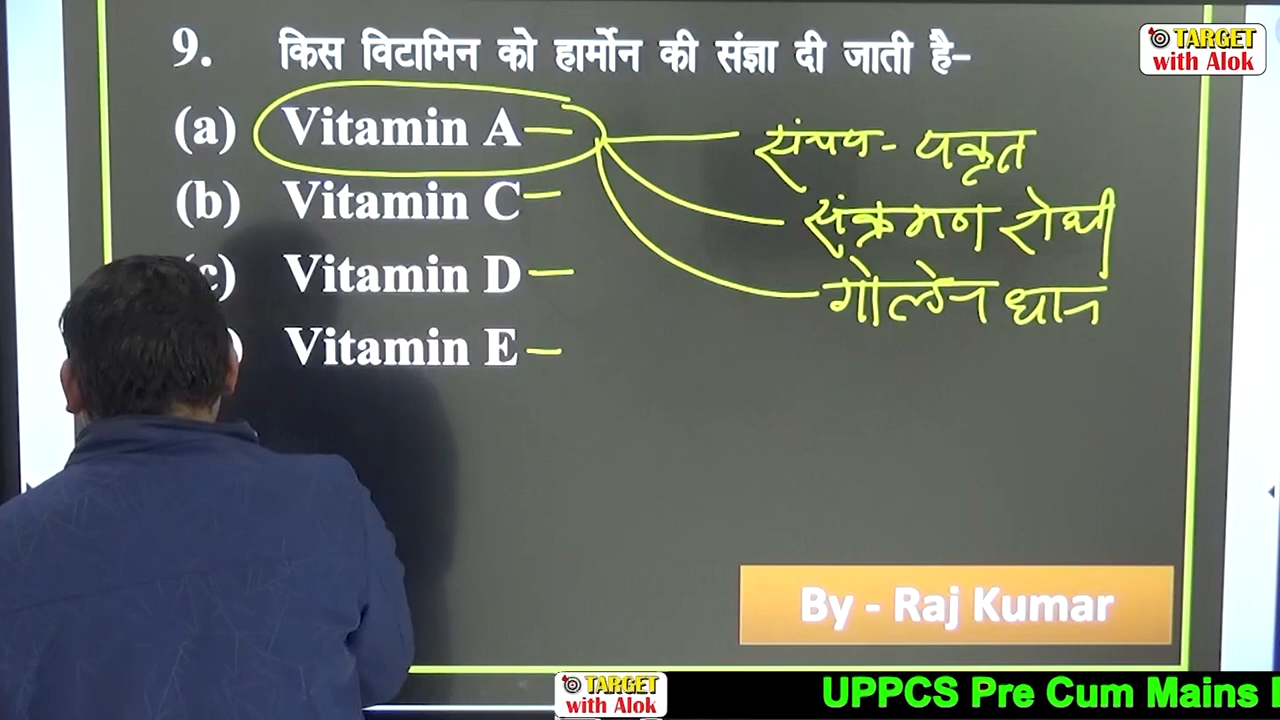 TARGET
with Alok
9. किस विटामिन को हार्मोन की संज्ञा दी जाती है-
(a) Vitamin A
संचय - यकृत
(b) Vitamin C
संक्रमण रोधी
(c) Vitamin D
गोल्डेन धान
Vitamin E
By - Raj Kumar
TARGET
with Alok
UPPCS Pre Cum Mains